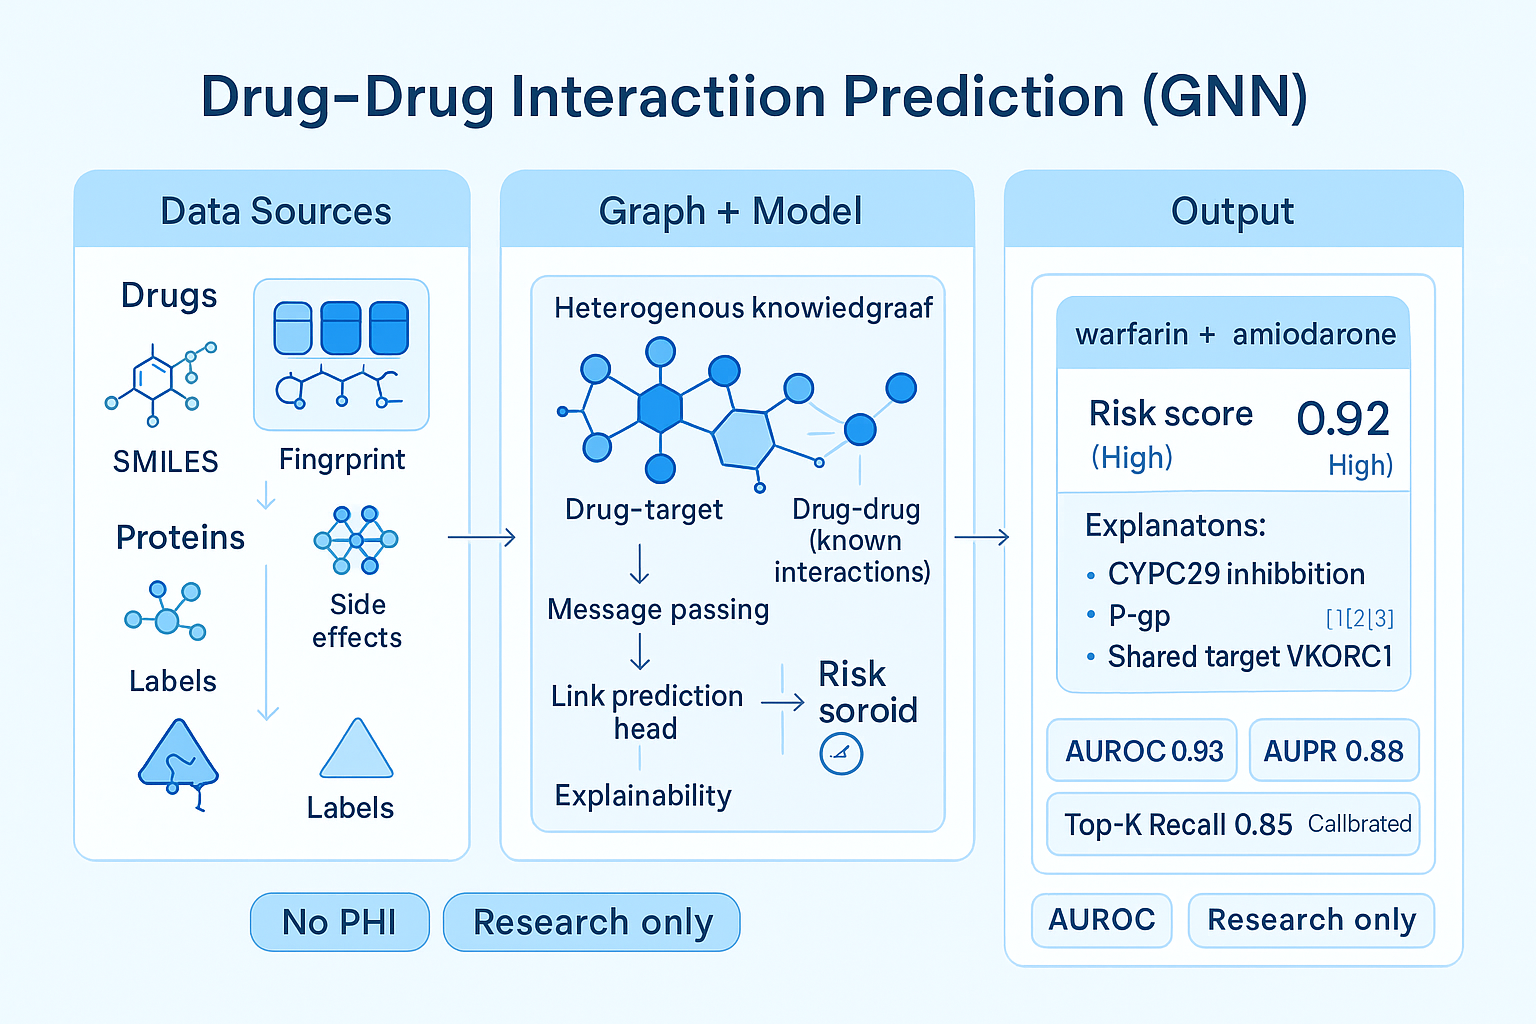 Drug-Drug Interactiion Prediction (GNN)
Data Sources
Drugs
SMILES
Fingrprint
Proteins
Side
effects
Labels
Labels
Graph + Model
Heterogenous knowiedgraaf
Drug-target
Drug-drug
(known
interactions)
Message passing
Link prediction
head
Risk
soroid
Explainability
Output
warfarin + amiodarone
Risk score 0.92
(High) High)
Explanatons:
• CYPC29 inhibbition
• P-gp [1[2|3]
• Shared target VKORC1
AUROC 0.93
AUPR 0.88
Top-K Recall 0.85 Callbrated
AUROC
Research only
No PHI
Research only